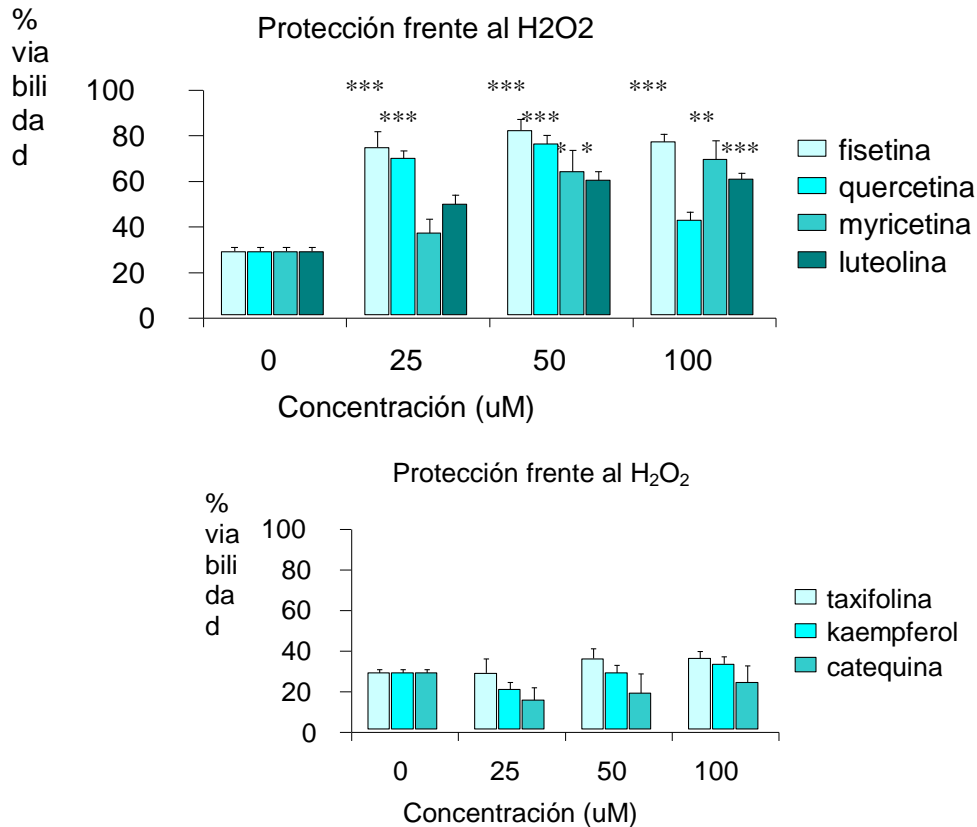 Protección frente al H2O2
%
via
bili
da
d
100
80
60
40
20
0
*** *** ***
*** *** **
* * ***
fisetina
quercetina
myricetina
luteolina
0 25 50 100
Concentración (uM)
Protección frente al H₂O₂
%
via
bili
da
d
100
80
60
40
20
0
taxifolina
kaempferol
catequina
0 25 50 100
Concentración (uM)